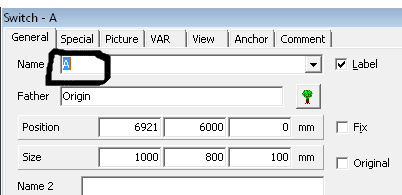 Switch - A
General Special Picture VAR View Anchor Comment
Name A Label
Father Origin
Position 6921 6000 0 mm Fix
Size 1000 800 100 mm Original
Name 2